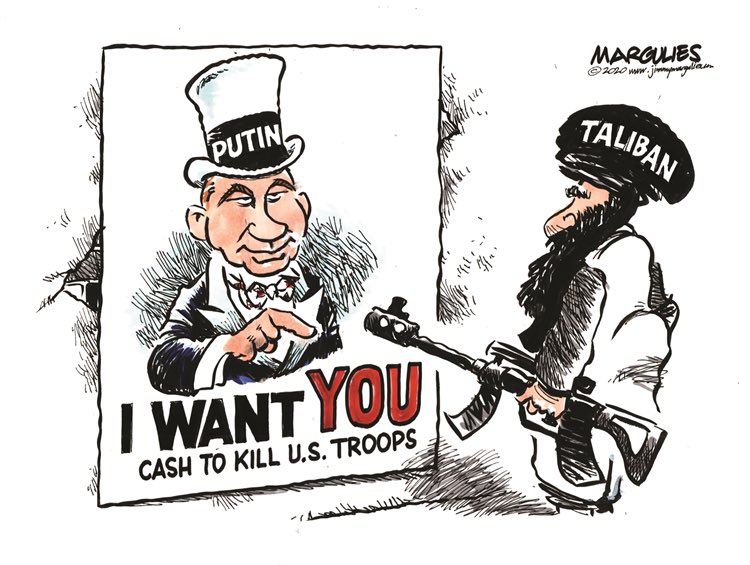 MARGULIES
©2020 www.jimmymargulies.com
TALIBAN
PUTIN
I WANT YOU
CASH TO KILL U.S. TROOPS